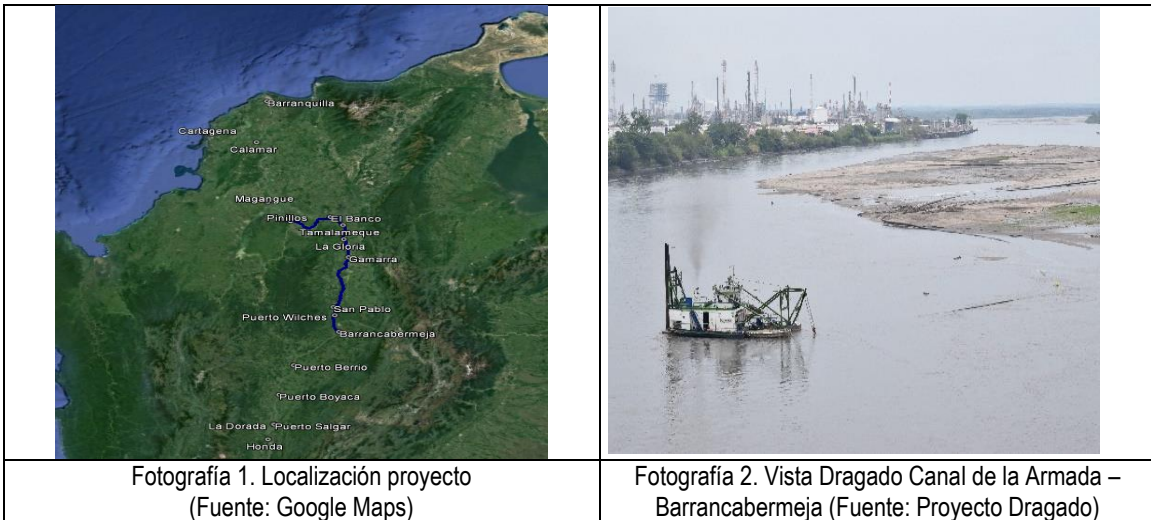 Barranquilla
Cartagena
Calamar
Magangue
Pinillos
El Banco
Tamalameque
La Gloria
Gamarra
San Pablo
Puerto Wilches
Barrancabermeja
Puerto Berrio
Puerto Boyaca
La Dorada
Puerto Salgar
Honda
Fotografía 1. Localización proyecto
(Fuente: Google Maps)
Fotografía 2. Vista Dragado Canal de la Armada –
Barrancabermeja (Fuente: Proyecto Dragado)